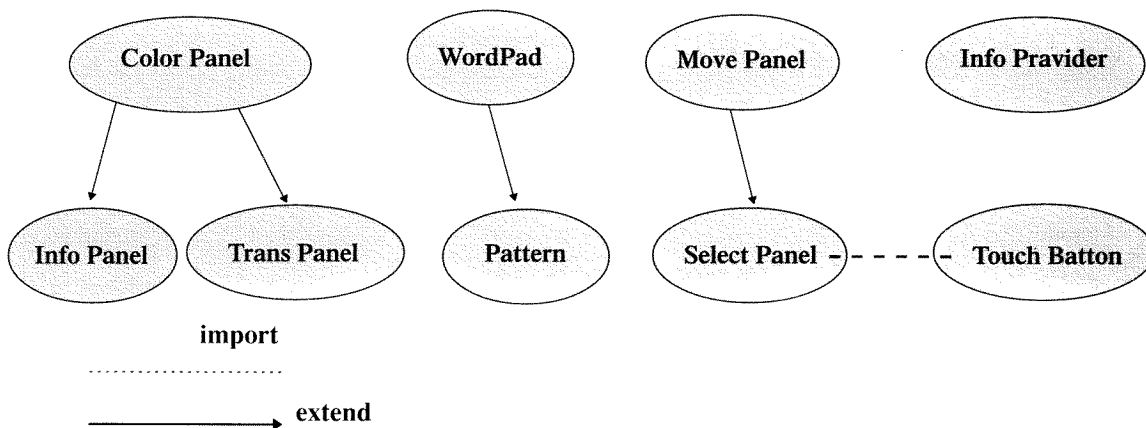 Color Panel
WordPad
Move Panel
Info Pravider
Info Panel
Trans Panel
Pattern
Select Panel
Touch Batton
import
extend